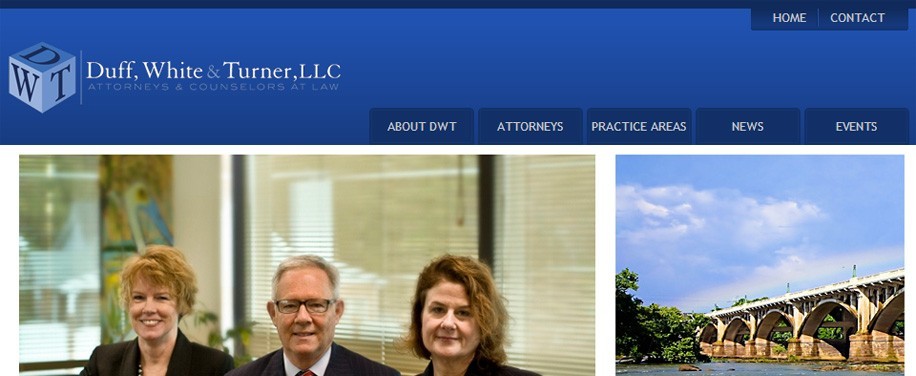 HOME CONTACT
DWT
Duff, White & Turner, LLC
ATTORNEYS & COUNSELORS AT LAW
ABOUT DWT ATTORNEYS PRACTICE AREAS NEWS EVENTS